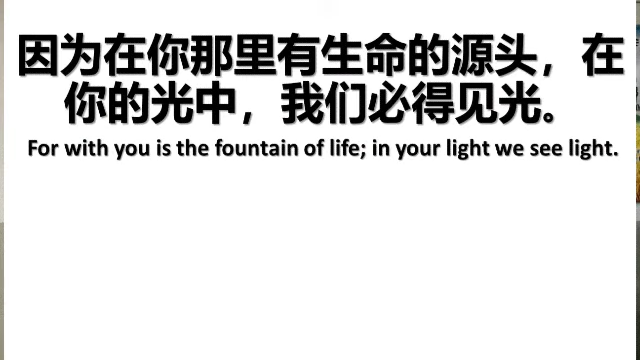 因为在你那里有生命的源头，在
你的光中，我们必得见光。
For with you is the fountain of life; in your light we see light.